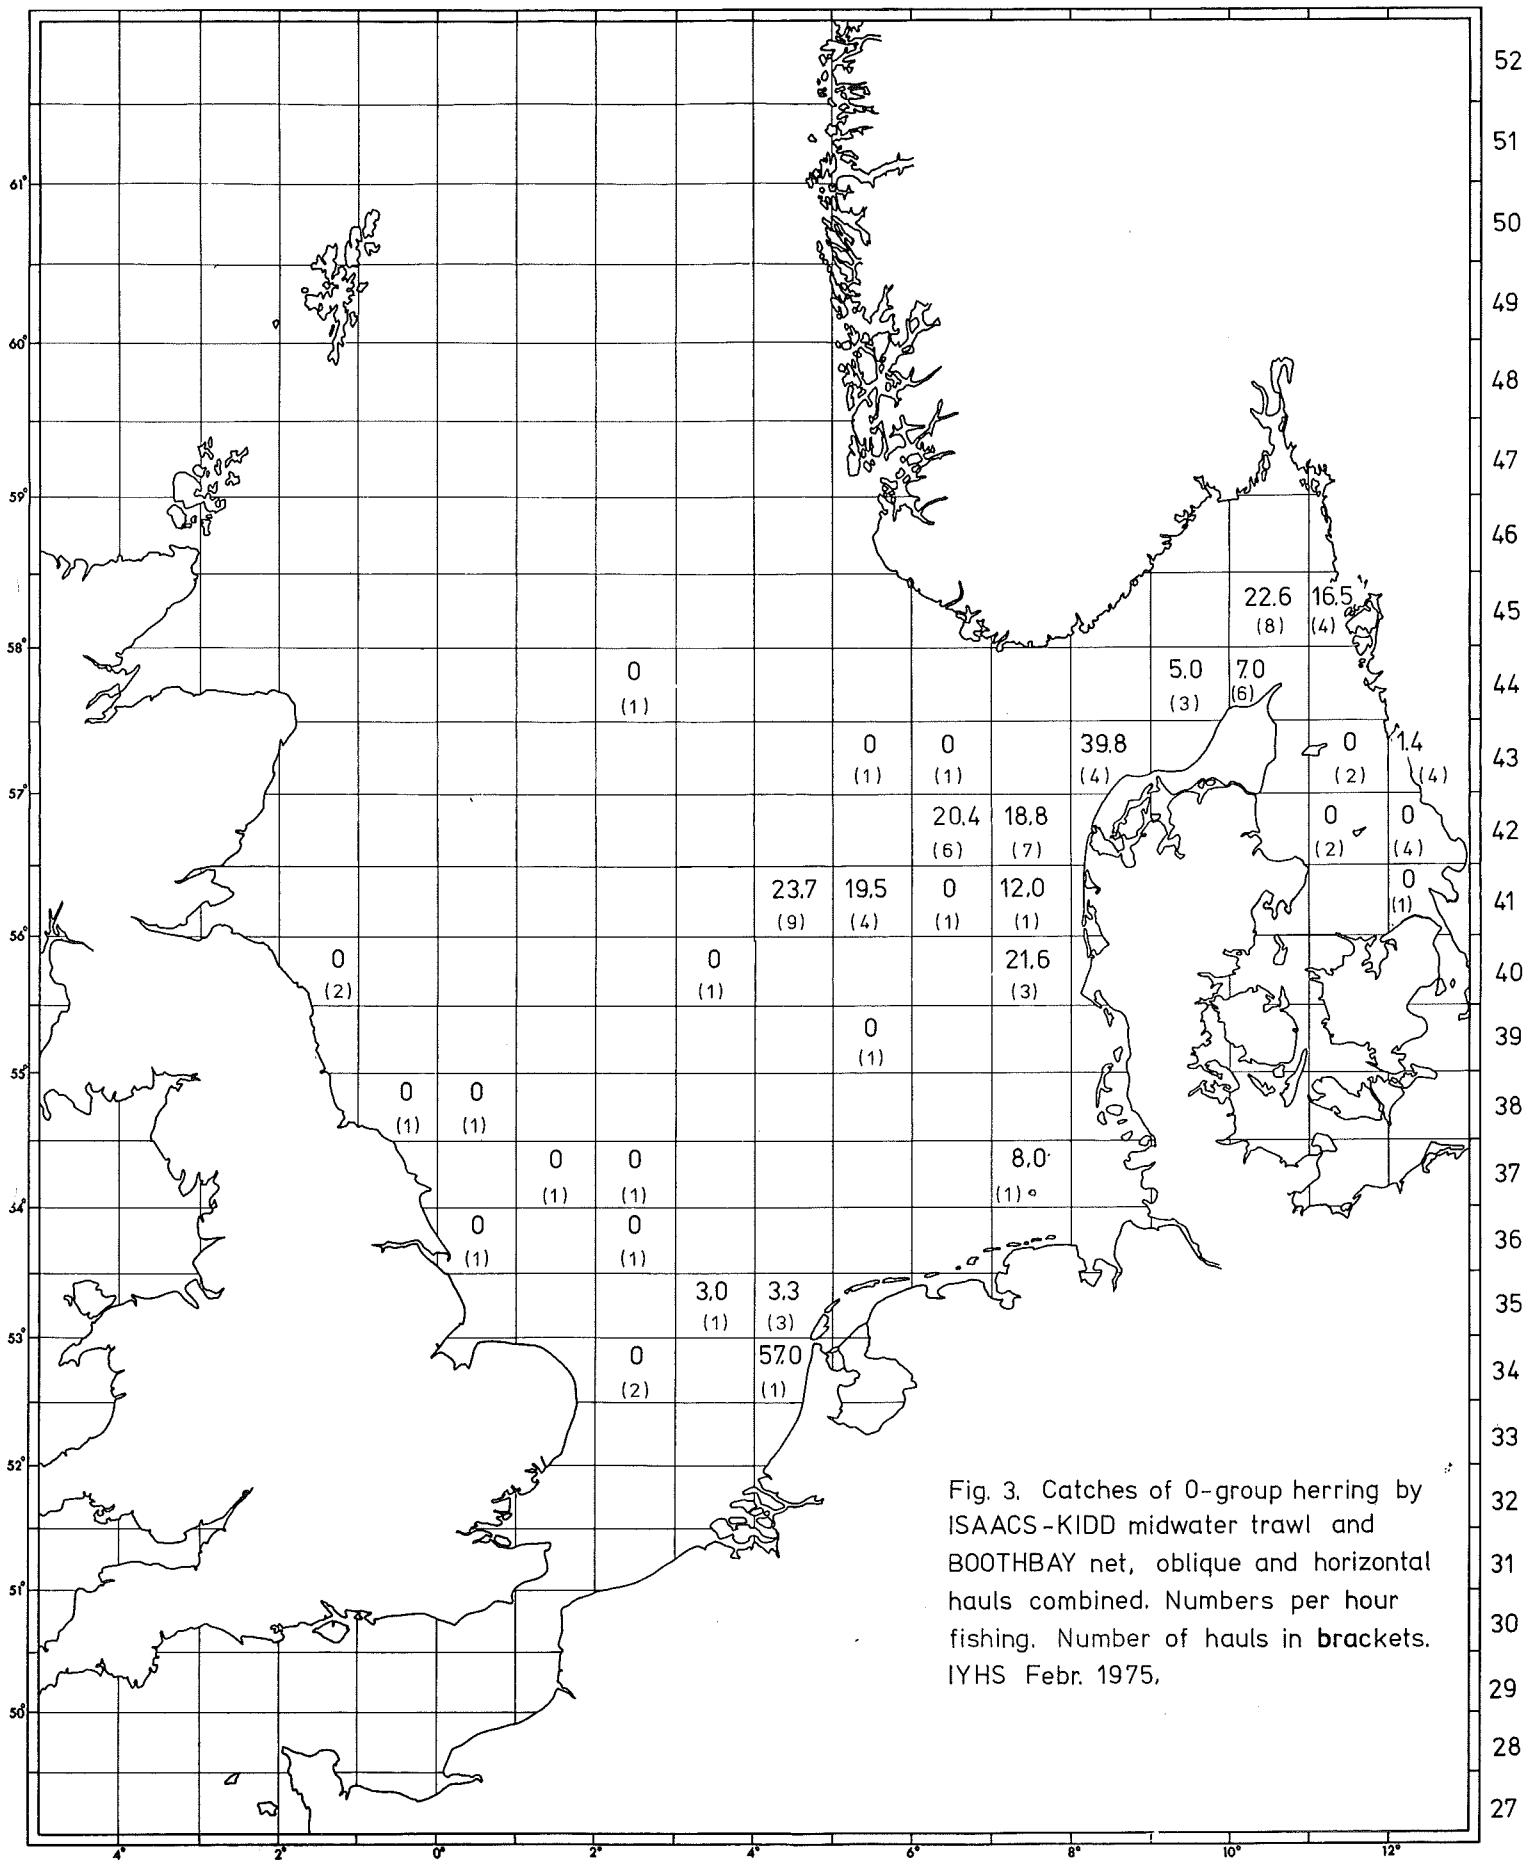 52
51
61°
50
49
60°
48
47
59°
46
22.6 16.5
45
(8) (4)
58°
0 5.0 7.0
44
(1) (3) (6)
0 0 39.8 0 1.4
43
(1) (1) (4) (2) (4)
57°
20.4 18.8 0 0
42
(6) (7) (2) (4)
23.7 19.5 0 12.0 0
41
(9) (4) (1) (1) (1)
56°
0 0 21.6
40
(2) (1) (3)
0
39
(1)
55°
0 0
38
(1) (1)
0 0 8.0
37
(1) (1) (1)
54°
0 0
36
(1) (1)
3.0 3.3
35
(1) (3)
53°
0 57.0
34
(2) (1)
33
52°
Fig. 3. Catches of 0-group herring by
32
ISAACS-KIDD midwater trawl and
BOOTHBAY net, oblique and horizontal
31
51°
hauls combined. Numbers per hour
30
fishing. Number of hauls in brackets.
IYHS Febr. 1975.
29
50°
28
27
4° 2° 0° 2° 4° 6° 8° 10° 12°